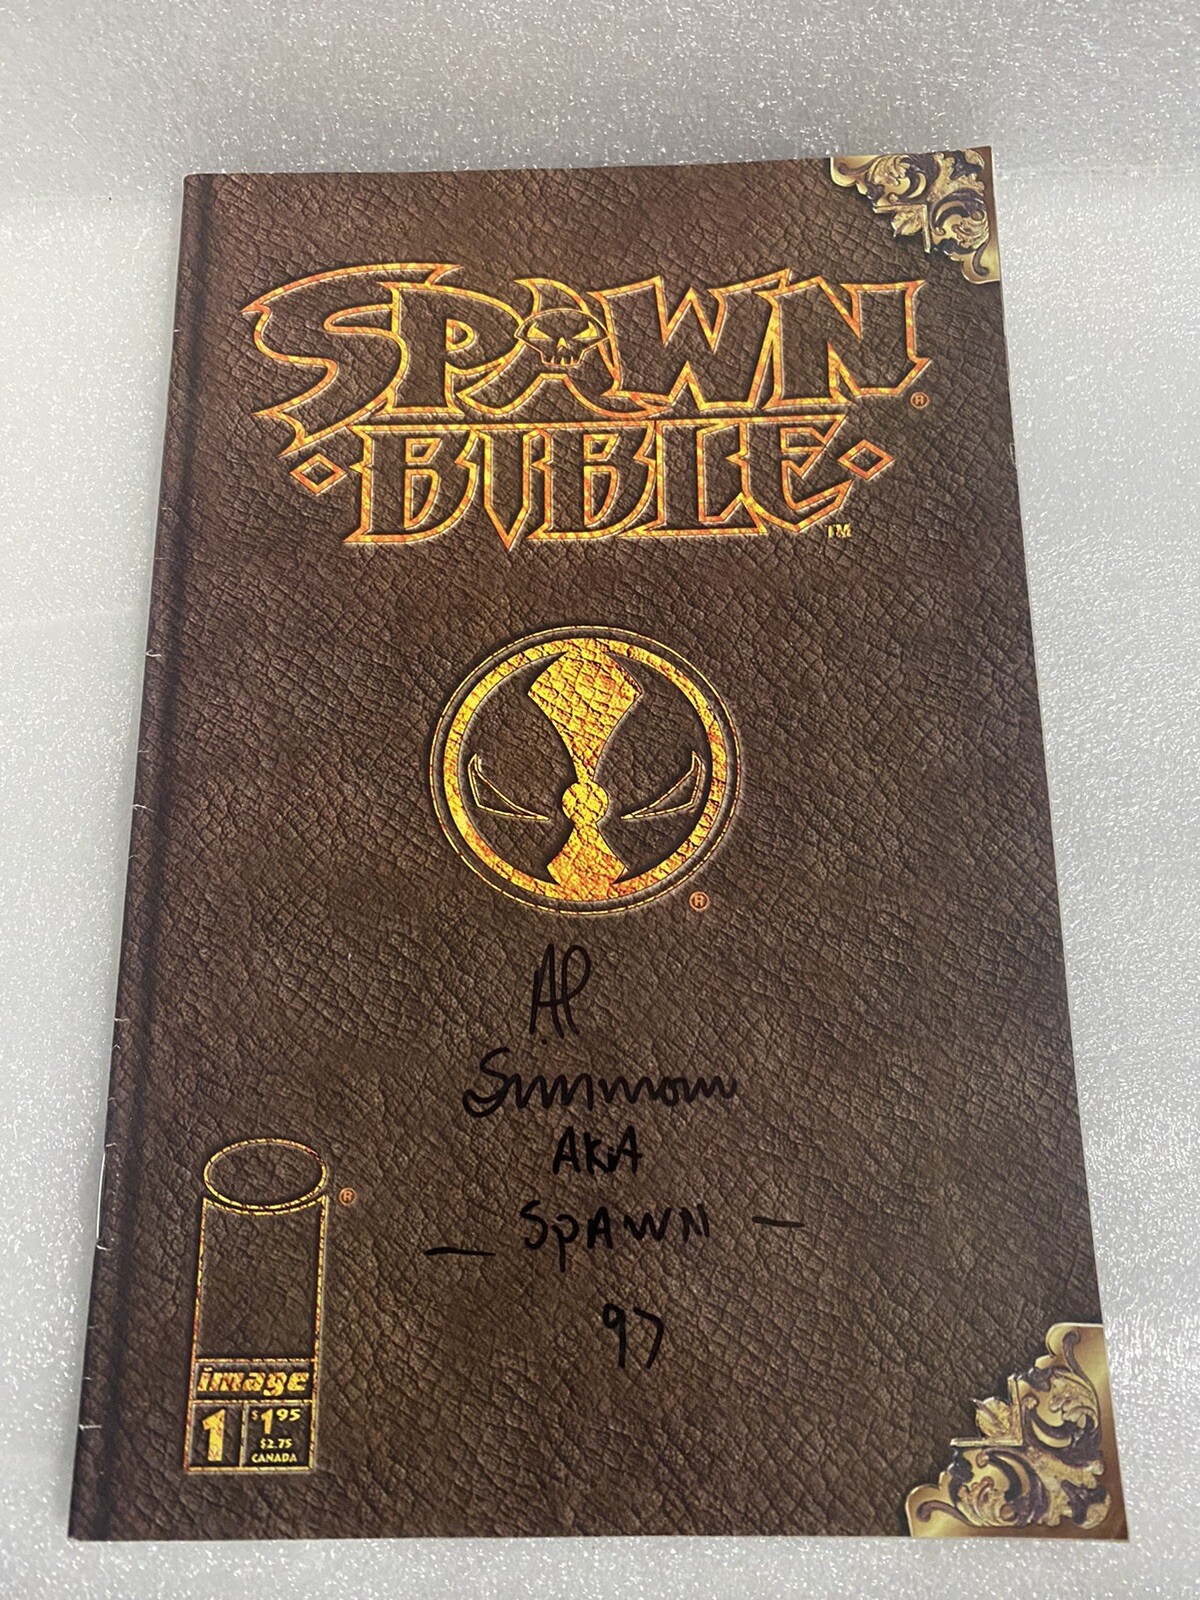 SPAWN ®
BIBLE ™
®
Al
Simmons
AKA
— SPAWN —
97
®
image
1 $1.95
$2.75
CANADA